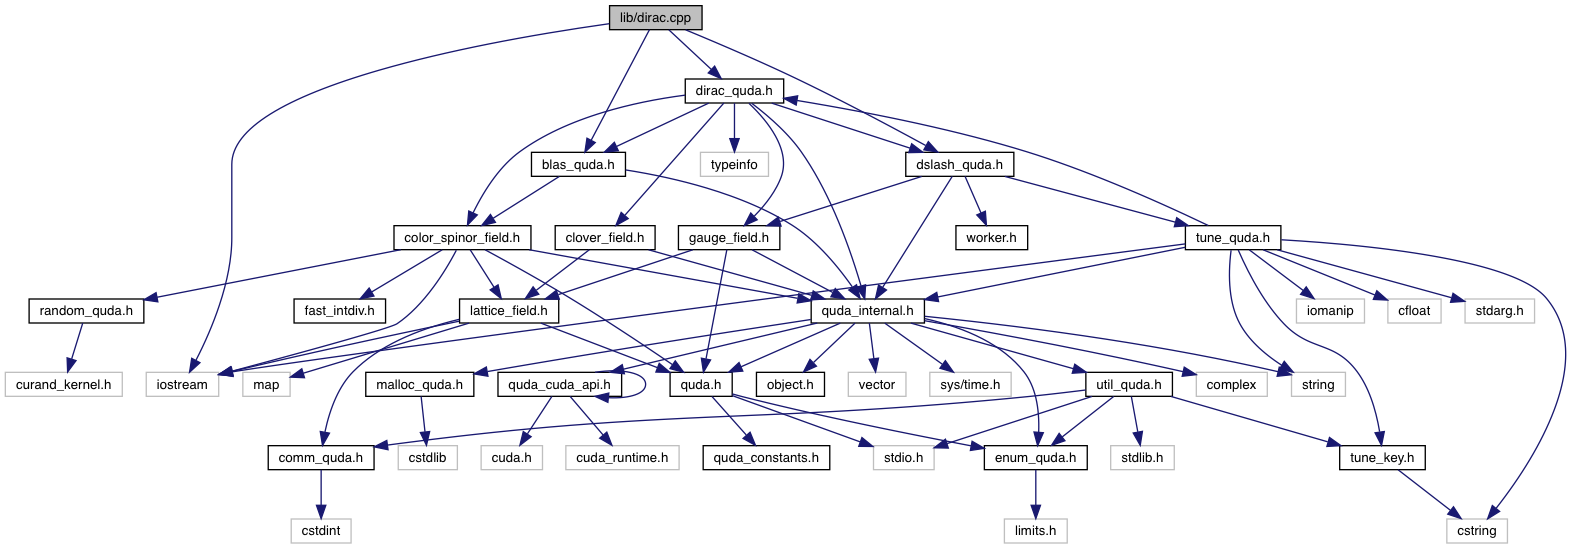 lib/dirac.cpp
dirac_quda.h
blas_quda.h
typeinfo
dslash_quda.h
color_spinor_field.h
clover_field.h
gauge_field.h
worker.h
tune_quda.h
random_quda.h
fast_intdiv.h
lattice_field.h
quda_internal.h
iomanip
cfloat
stdarg.h
curand_kernel.h
iostream
map
malloc_quda.h
quda_cuda_api.h
quda.h
object.h
vector
sys/time.h
util_quda.h
complex
string
comm_quda.h
cstdlib
cuda.h
cuda_runtime.h
quda_constants.h
stdio.h
enum_quda.h
stdlib.h
tune_key.h
cstdint
limits.h
cstring